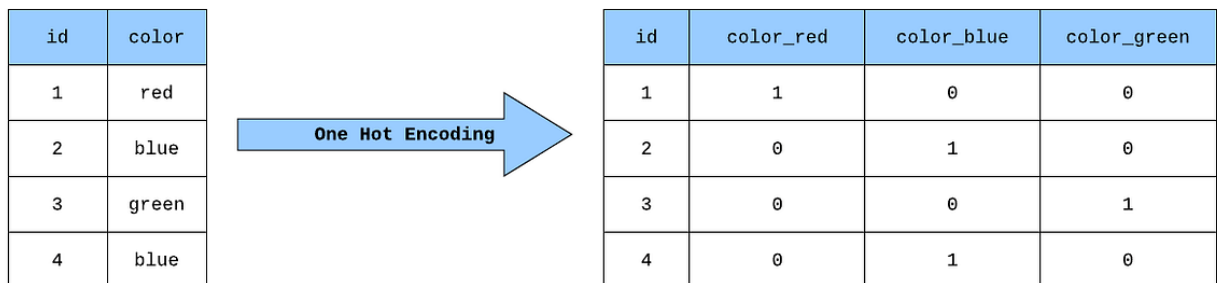 id color
1 red
2 blue
3 green
4 blue
One Hot Encoding
id color_red color_blue color_green
1 1 0 0
2 0 1 0
3 0 0 1
4 0 1 0